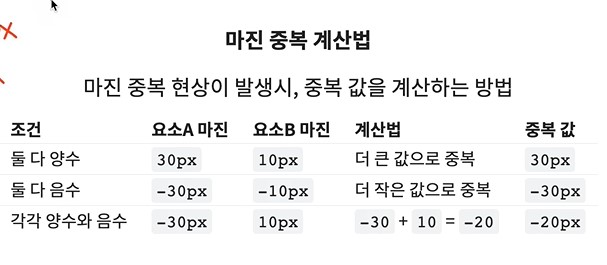 마진 중복 계산법
마진 중복 현상이 발생시, 중복 값을 계산하는 방법
조건 요소A 마진 요소B 마진 계산법 중복 값
둘 다 양수 30px 10px 더 큰 값으로 중복 30px
둘 다 음수 -30px -10px 더 작은 값으로 중복 -30px
각각 양수와 음수 -30px 10px -30 + 10 = -20 -20px